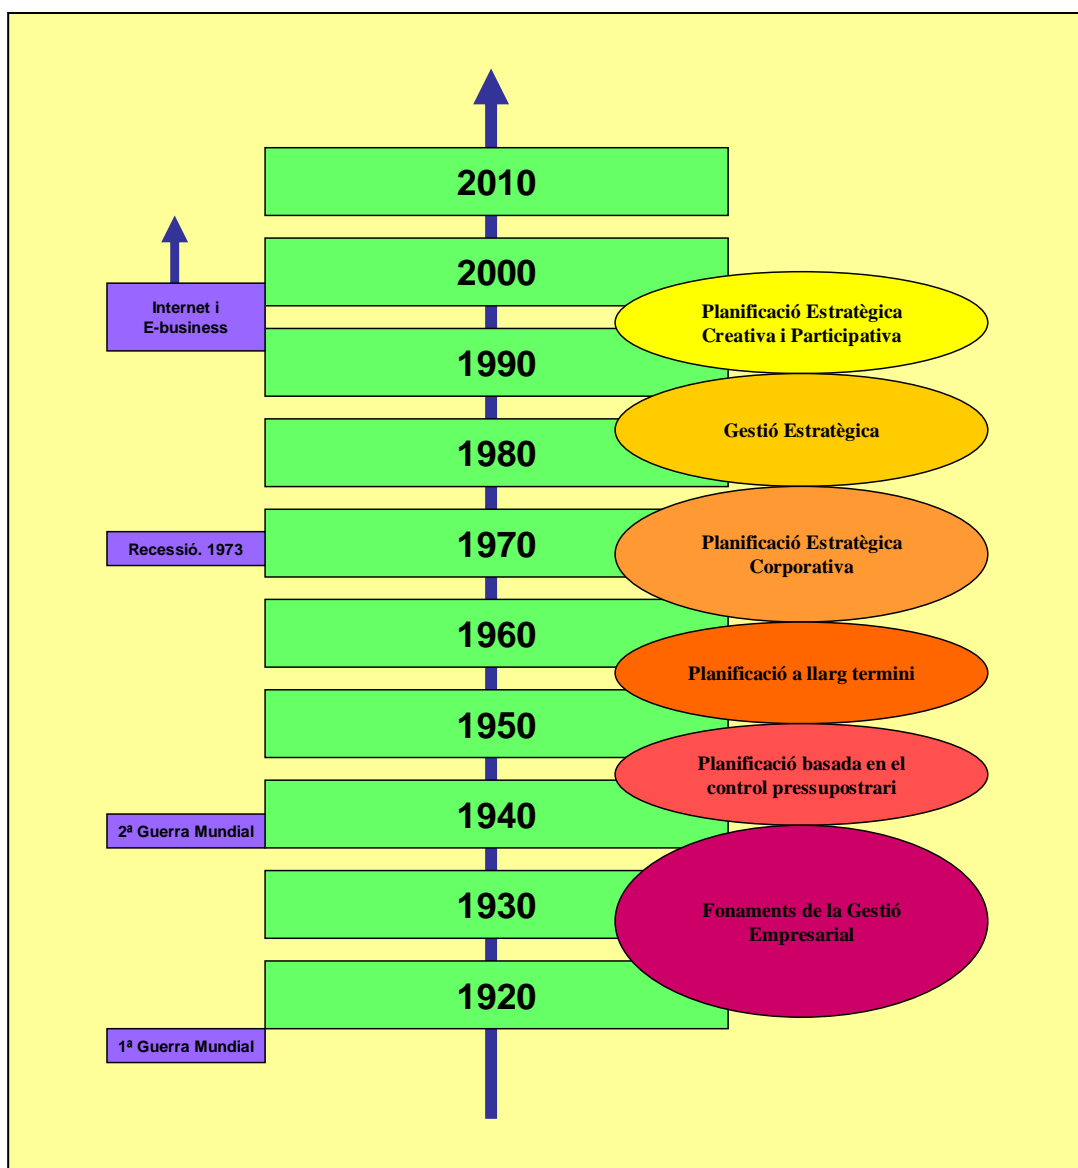 2010
2000
Internet i
E-business
Planificació Estratègica
Creativa i Participativa
1990
Gestió Estratègica
1980
Recessió. 1973
1970
Planificació Estratègica
Corporativa
1960
Planificació a llarg termini
1950
Planificació basada en el
control pressupostrari
2ª Guerra Mundial
1940
1930
Fonaments de la Gestió
Empresarial
1920
1ª Guerra Mundial